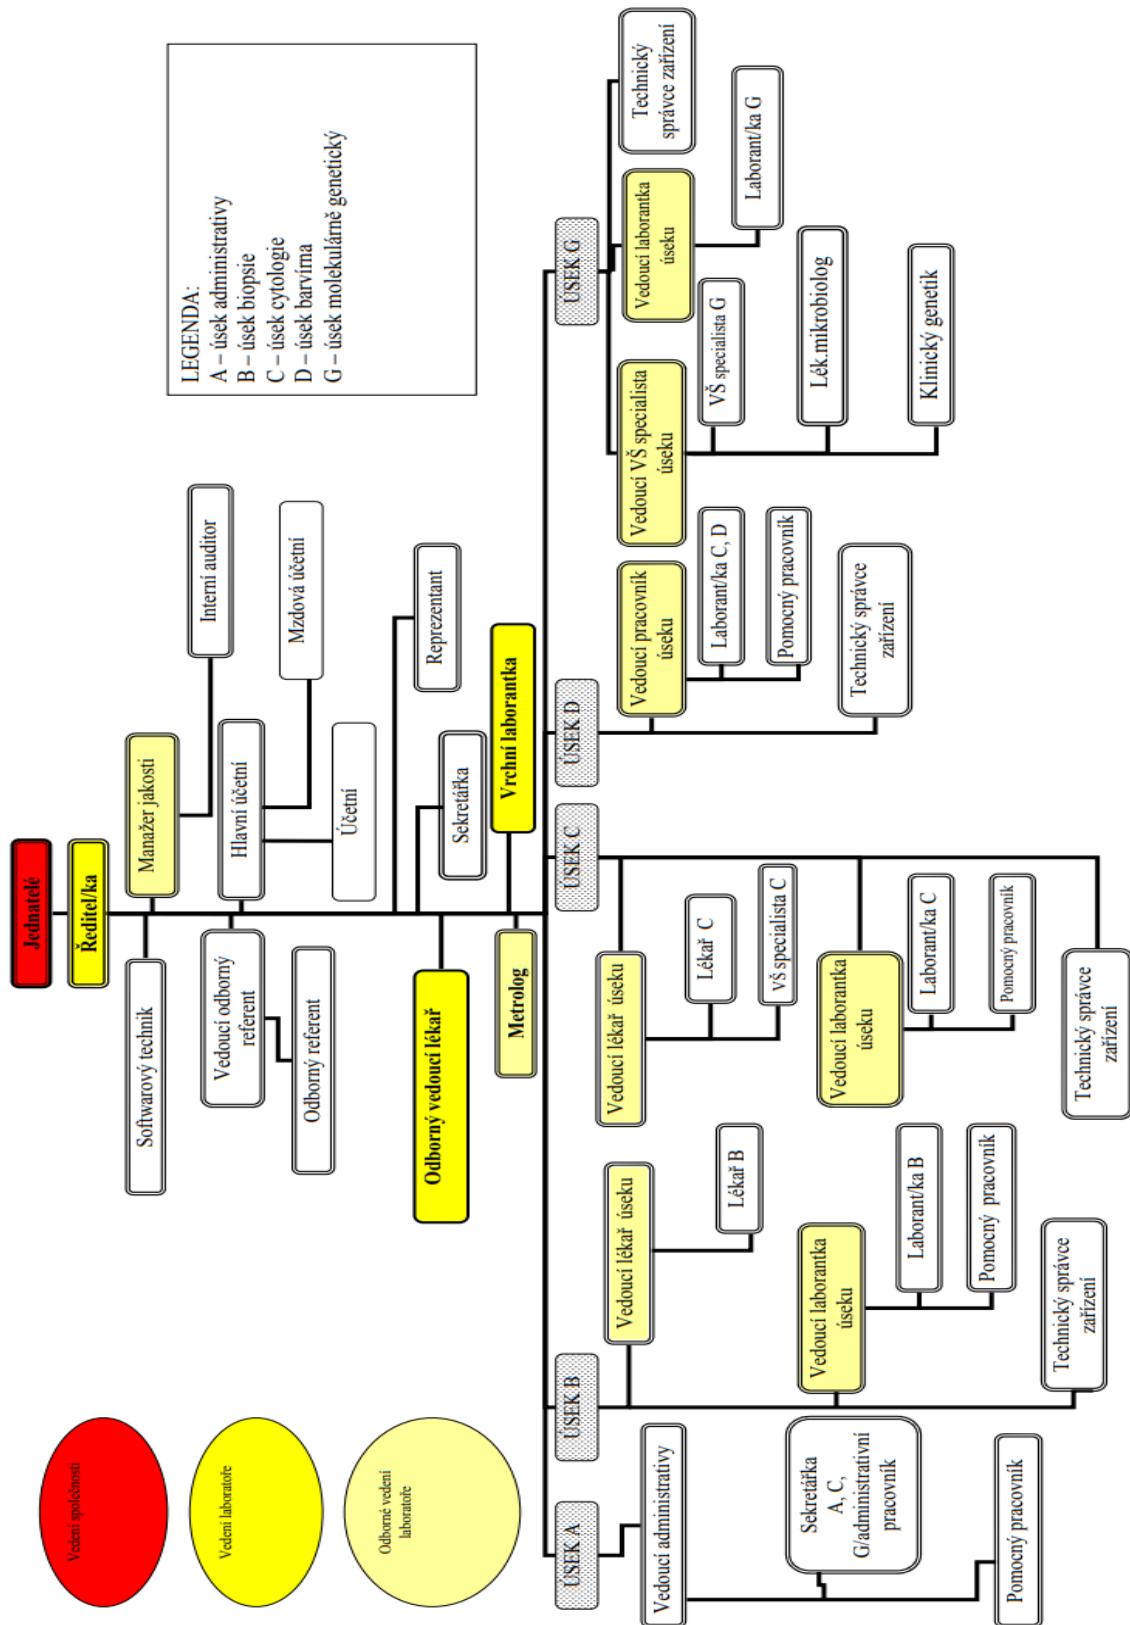 Jednatelé
Ředitel/ka
Softwarový technik
Manažer jakosti
Interní auditor
Vedoucí odborný
referent
Odborný referent
Hlavní účetní
Mzdová účetní
Účetní
Reprezentant
Sekretářka
Odborný vedoucí lékař
Vrchní laborantka
Metrolog
Vedení společnosti
Vedení laboratoře
Odborné vedení
laboratoře
LEGENDA:
A – úsek administrativy
B – úsek biopsie
C – úsek cytologie
D – úsek barvírna
G – úsek molekulárně genetický
ÚSEK A
Vedoucí administrativy
Sekretářka
A, C,
G/administrativní
pracovník
Pomocný pracovník
ÚSEK B
Vedoucí lékař úseku
Lékař B
Vedoucí laborantka
úseku
Laborant/ka B
Pomocný pracovník
Technický správce
zařízení
ÚSEK C
Vedoucí lékař úseku
Lékař C
VŠ specialista C
Vedoucí laborantka
úseku
Laborant/ka C
Pomocný pracovník
Technický správce
zařízení
ÚSEK D
Vedoucí pracovník
úseku
Laborant/ka C, D
Pomocný pracovník
Technický správce
zařízení
ÚSEK G
Vedoucí VŠ specialista
úseku
VŠ specialista G
Lék.mikrobiolog
Klinický genetik
Vedoucí laborantka
úseku
Laborant/ka G
Technický
správce zařízení